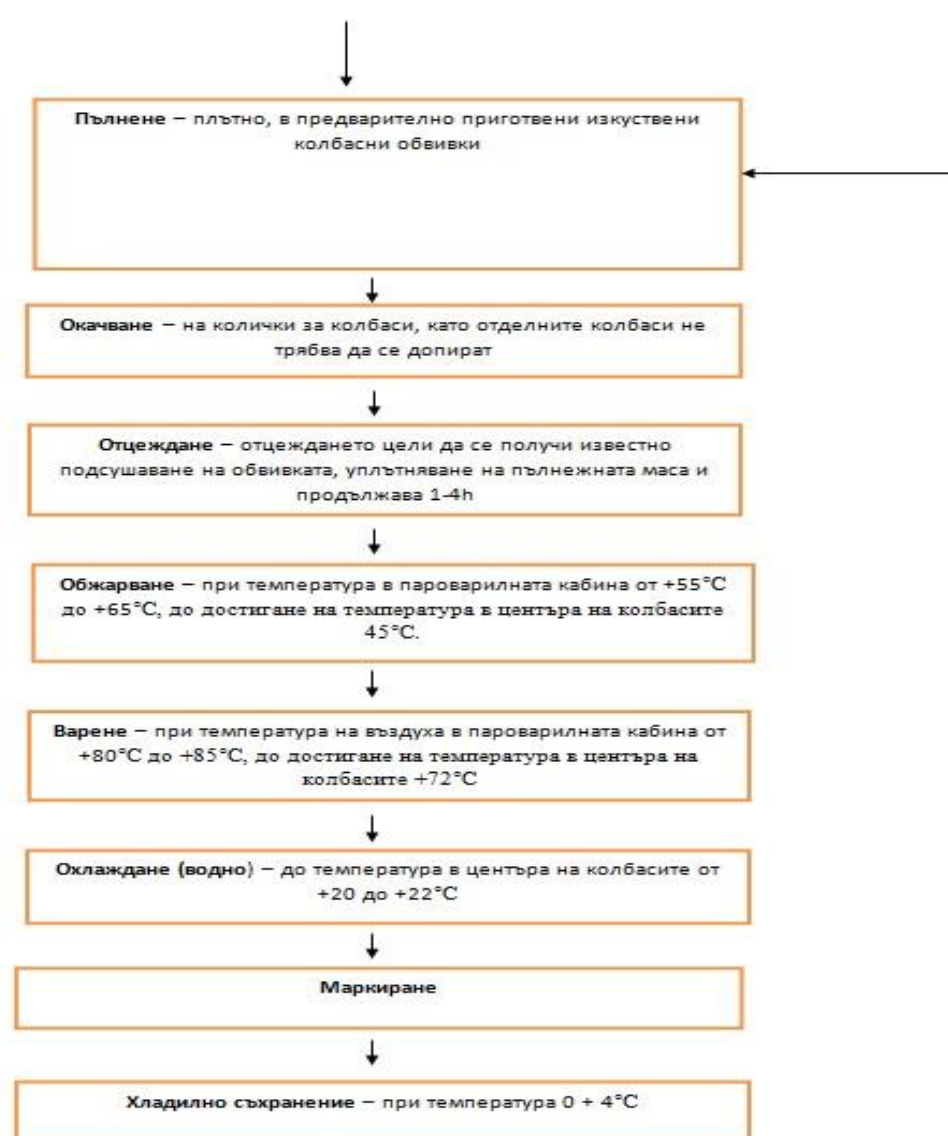 Пълнене – плътно, в предварително приготвени изкуствени
колбасни обвивки
Окачване – на колички за колбаси, като отделните колбаси не
трябва да се допират
Отцеждане – отцеждането цели да се получи известно
подсушаване на обвивката, уплътняване на пълнежната маса и
продължава 1-4h
Обжарване – при температура в пароварилната кабина от +55°C
до +65°C, до достигане на температура в центъра на колбасите
45°C.
Варене – при температура на въздуха в пароварилната кабина от
+80°C до +85°C, до достигане на температура в центъра на
колбасите +72°C
Охлаждане (водно) – до температура в центъра на колбасите от
+20 до +22°C
Маркиране
Хладилно съхранение – при температура 0 + 4°C